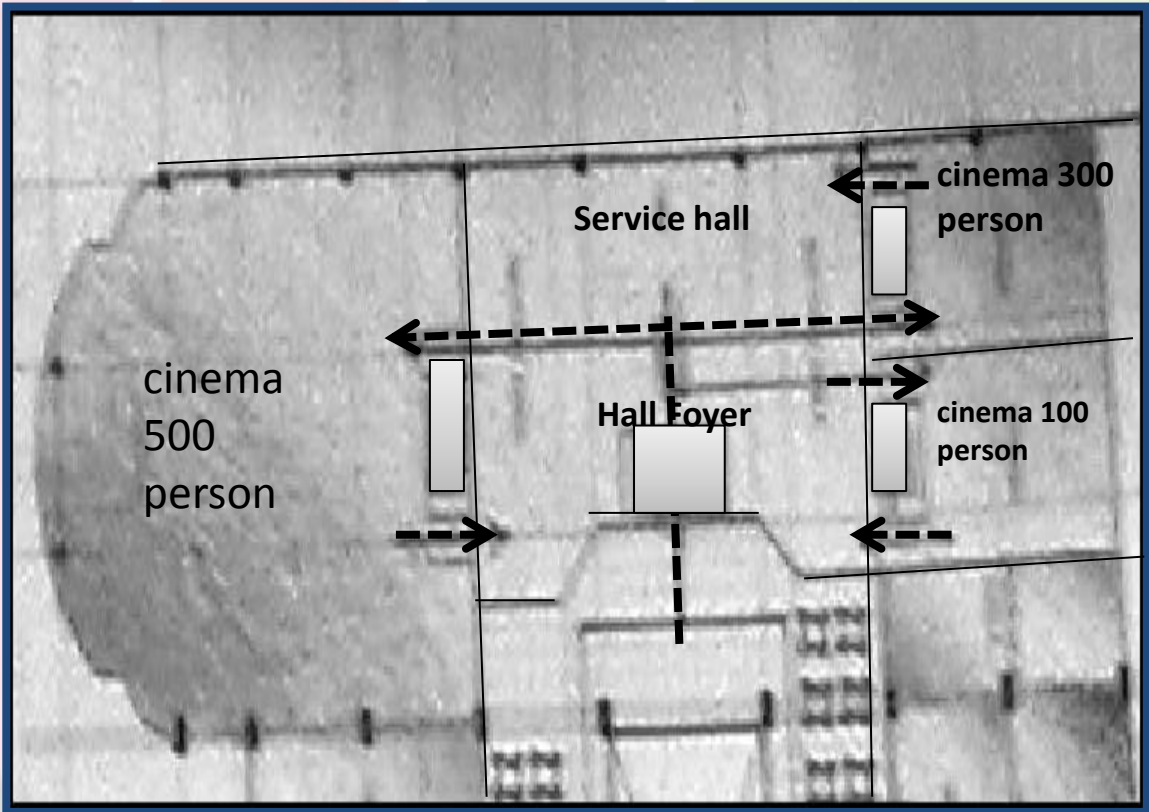 cinema 300
person
Service hall
cinema
500
person
Hall Foyer
cinema 100
person